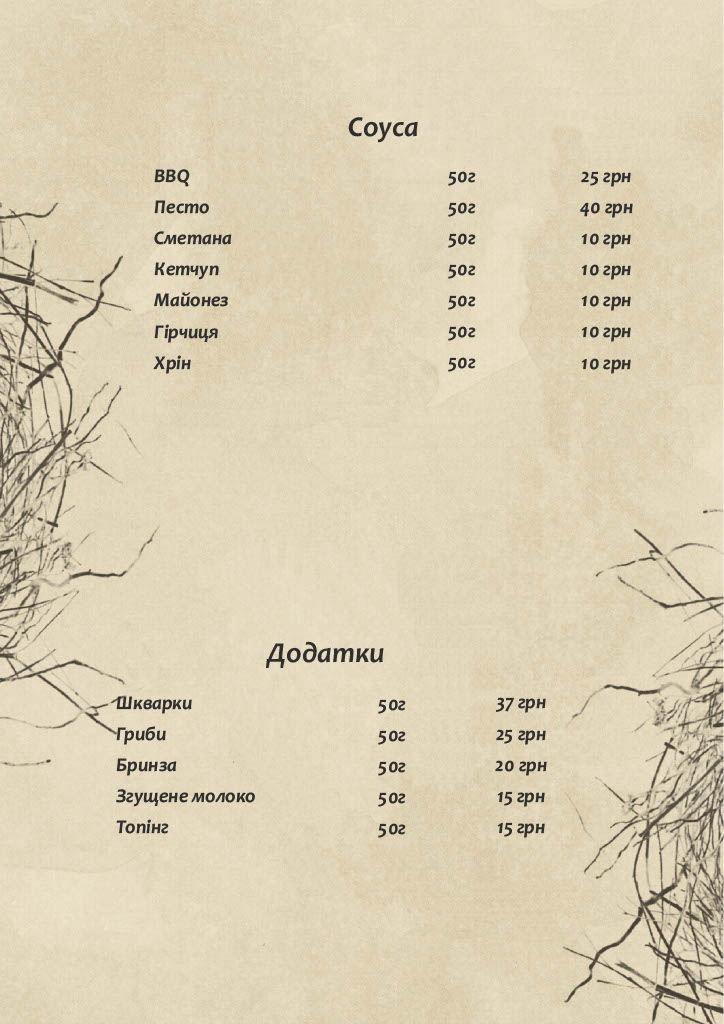 Соуса
BBQ 50г 25 грн
Песто 50г 40 грн
Сметана 50г 10 грн
Кетчуп 50г 10 грн
Майонез 50г 10 грн
Гірчиця 50г 10 грн
Хрін 50г 10 грн
Додатки
Шкварки 50г 37 грн
Гриби 50г 25 грн
Бринза 50г 20 грн
Згущене молоко 50г 15 грн
Топінг 50г 15 грн